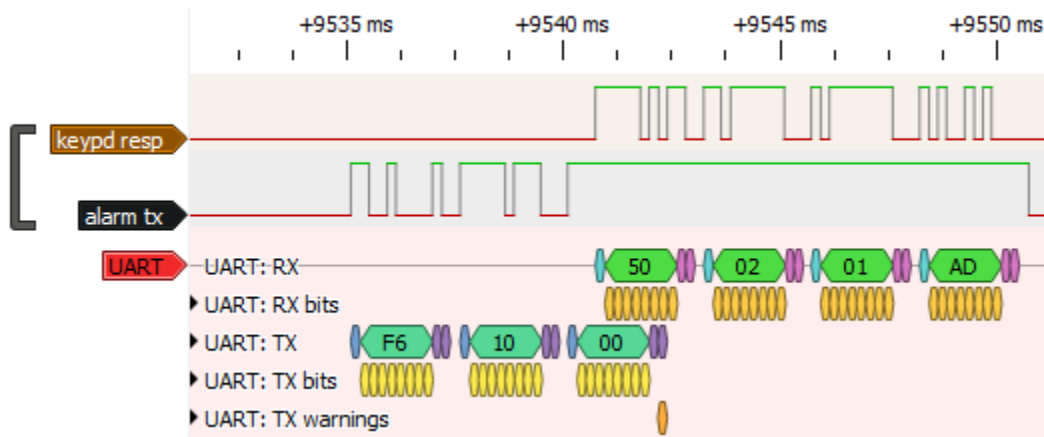 +9535 ms +9540 ms +9545 ms +9550 ms
keypd resp
alarm tx
UART UART: RX 50 02 01 AD
UART: RX bits
UART: TX F6 10 00
UART: TX bits
UART: TX warnings